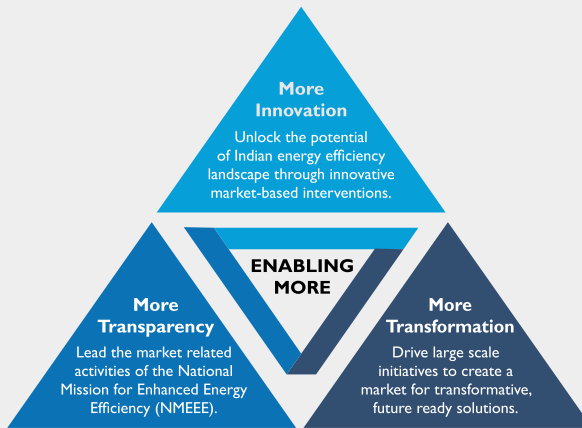 More
Innovation
Unlock the potential
of Indian energy efficiency
landscape through innovative
market-based interventions.
ENABLING
MORE
More
Transparency
Lead the market related
activities of the National
Mission for Enhanced Energy
Efficiency (NMEEE).
More
Transformation
Drive large scale
initiatives to create a
market for transformative,
future ready solutions.